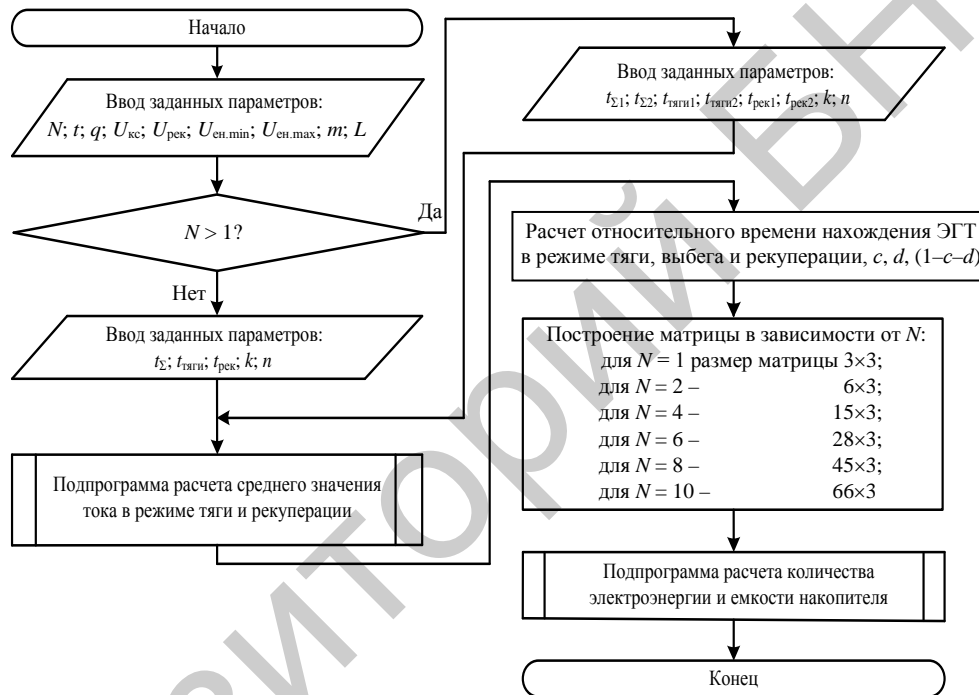 Начало
Ввод заданных параметров:
N; t; q; Uкс; Uрек; Uен.min; Uен.max; m; L
N > 1?
Да
Нет
Ввод заданных параметров:
tΣ; tтяги; tрек; k; n
Подпрограмма расчета среднего значения
тока в режиме тяги и рекуперации
Ввод заданных параметров:
tΣ1; tΣ2; tтяги1; tтяги2; tрек1; tрек2; k; n
Расчет относительного времени нахождения ЭГТ
в режиме тяги, выбега и рекуперации, c, d, (1–c–d)
Построение матрицы в зависимости от N:
для N = 1 размер матрицы 3×3;
для N = 2 – 6×3;
для N = 4 – 15×3;
для N = 6 – 28×3;
для N = 8 – 45×3;
для N = 10 – 66×3
Подпрограмма расчета количества
электроэнергии и емкости накопителя
Конец
зиторий БН